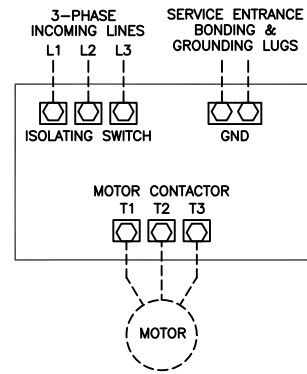 3-PHASE
INCOMING LINES
L1 L2 L3
SERVICE ENTRANCE
BONDING &
GROUNDING LUGS
ISOLATING SWITCH
GND
MOTOR CONTACTOR
T1 T2 T3
MOTOR